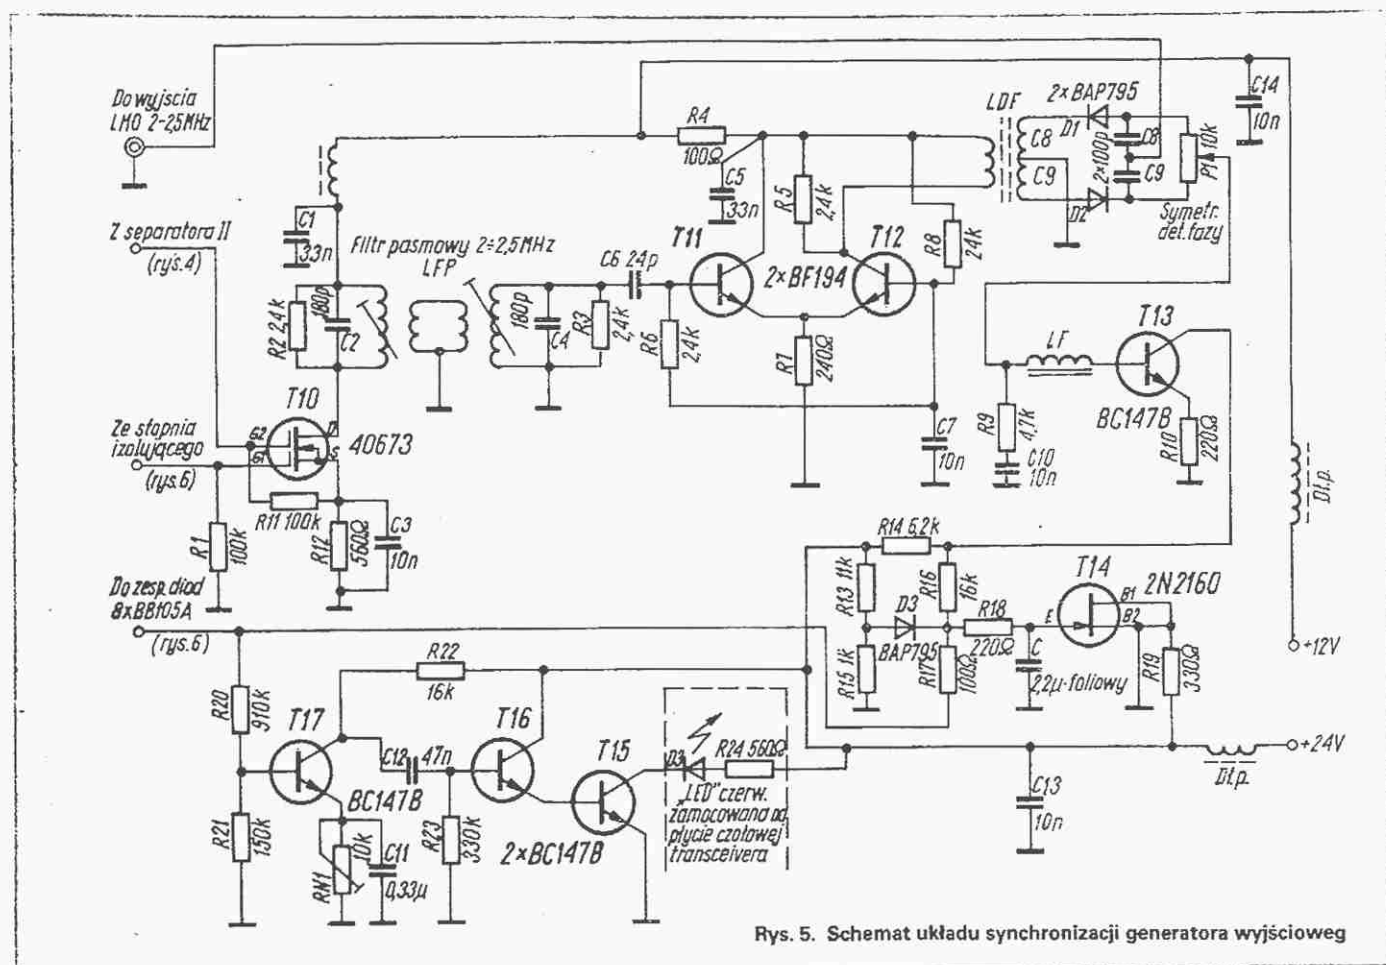 Do wyjscia
LMO 2-2,5MHz
Z separatora II
(rys.4)
Ze stopnia
izolującego
(rys.6)
Do zesp. diod
8xBB105A
(rys.6)
C1
33n
R2 2,4k
180p
C2
Filtr pasmowy 2÷2,5MHz
LFP
180p
C4
R3
2,4k
C6 24p
R6
2,4k
R4
100Ω
C5
33n
R5
2,4k
T11
2×BF194
T12
R7
240Ω
R8
24k
C7
10n
LDF
C8
C9
2×BAP795
D1
D2
2×100p
C8
C9
P1 10k
Symetr.
det. fazy
C14
10n
T10
40673
G2
G1
D
S
R1
100k
R11 100k
R12
560Ω
C3
10n
LF
R9
4,7k
C10
10n
T13
BC147B
R10
220Ω
Dł.p.
+12V
R14 6,2k
R13 11k
R16
16k
D3
BAP795
R15 1k
R17
100Ω
R18
220Ω
C
2,2μ-foliowy
T14
2N2160
E
B1
B2
R19
330Ω
+24V
Dł.p.
C13
10n
R20
910k
R21
150k
R22
16k
T17
BC147B
RN1
10k
C11
0,33μ
C12
47n
R23
330k
T16
T15
2×BC147B
D3
R24 560Ω
„LED" czerw.
zamocowana na
płycie czołowej
transceivera
Rys. 5. Schemat układu synchronizacji generatora wyjścioweg